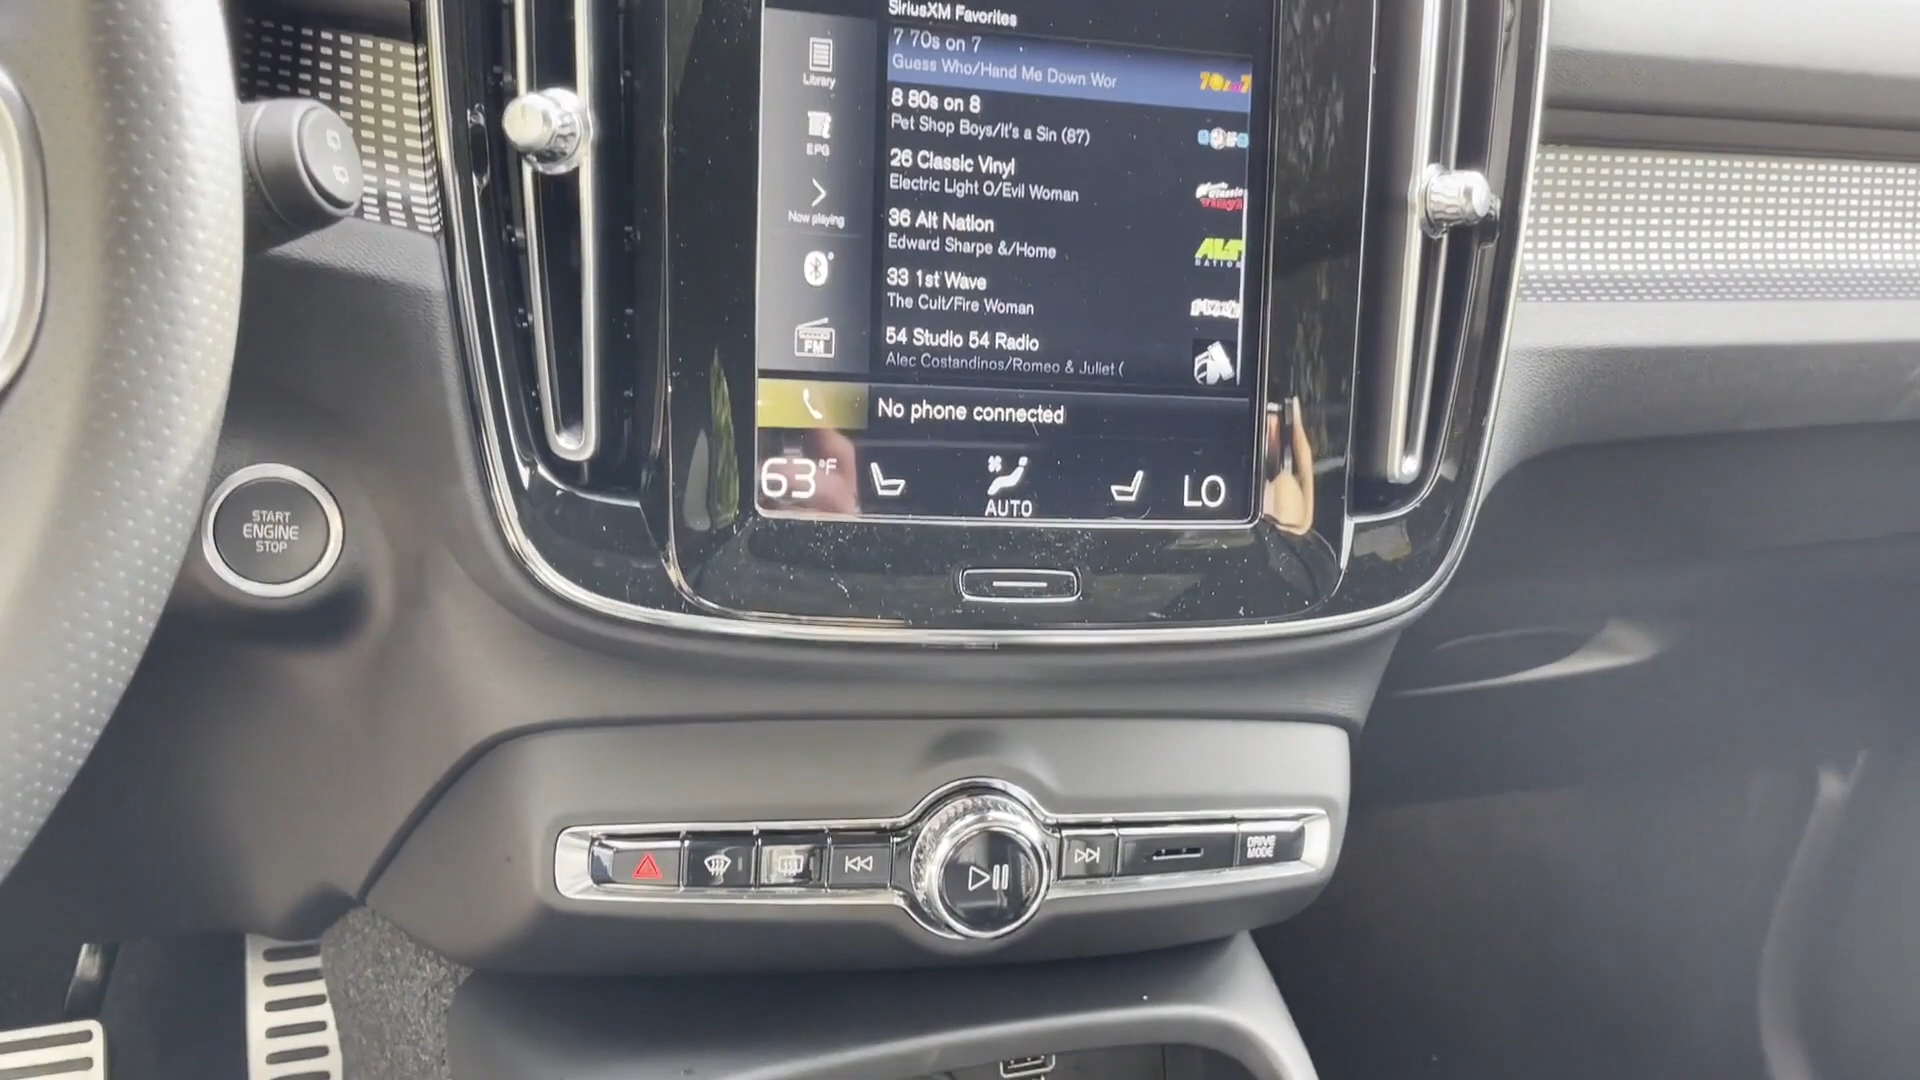 SiriusXM Favorites
7 70s on 7
Guess Who/Hand Me Down Wor
8 80s on 8
Pet Shop Boys/It's a Sin (87)
26 Classic Vinyl
Electric Light O/Evil Woman
36 Alt Nation
Edward Sharpe &/Home
33 1st Wave
The Cult/Fire Woman
54 Studio 54 Radio
Alec Costandinos/Romeo & Juliet (
Library
EPG
Now playing
FM
ALT
NATION
No phone connected
63°F
AUTO
LO
START
ENGINE
STOP
DRIVE
MODE